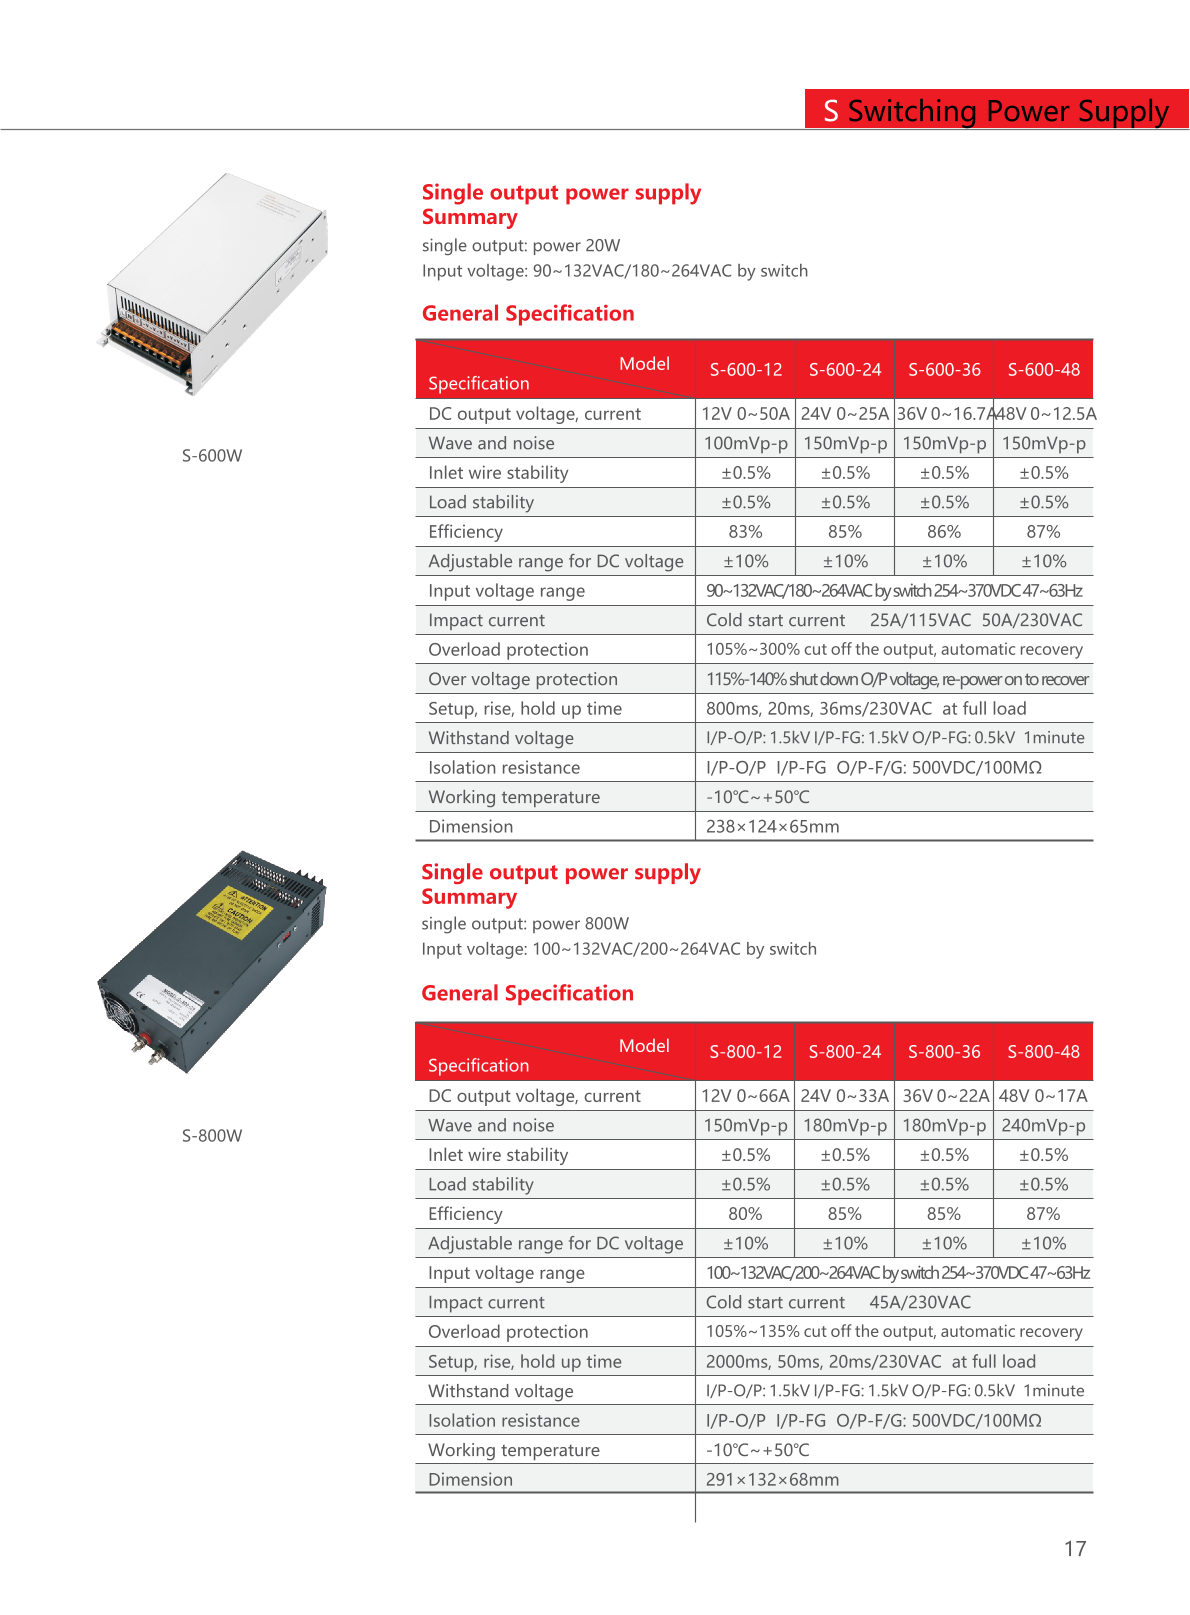 S Switching Power Supply
Single output power supply
Summary
single output: power 20W
Input voltage: 90~132VAC/180~264VAC by switch
General Specification
Model S-600-12 S-600-24 S-600-36 S-600-48
Specification
DC output voltage, current 12V 0~50A 24V 0~25A 36V 0~16.7A 48V 0~12.5A
Wave and noise 100mVp-p 150mVp-p 150mVp-p 150mVp-p
S-600W
Inlet wire stability ±0.5% ±0.5% ±0.5% ±0.5%
Load stability ±0.5% ±0.5% ±0.5% ±0.5%
Efficiency 83% 85% 86% 87%
Adjustable range for DC voltage ±10% ±10% ±10% ±10%
Input voltage range 90~132VAC/180~264VAC by switch 254~370VDC 47~63Hz
Impact current Cold start current 25A/115VAC 50A/230VAC
Overload protection 105%~300% cut off the output, automatic recovery
Over voltage protection 115%-140% shut down O/P voltage, re-power on to recover
Setup, rise, hold up time 800ms, 20ms, 36ms/230VAC at full load
Withstand voltage I/P-O/P: 1.5kV I/P-FG: 1.5kV O/P-FG: 0.5kV 1minute
Isolation resistance I/P-O/P I/P-FG O/P-F/G: 500VDC/100MΩ
Working temperature -10℃~+50℃
Dimension 238×124×65mm
Single output power supply
Summary
single output: power 800W
Input voltage: 100~132VAC/200~264VAC by switch
ATTENTION
CAUTION
General Specification
Model S-800-12 S-800-24 S-800-36 S-800-48
Specification
DC output voltage, current 12V 0~66A 24V 0~33A 36V 0~22A 48V 0~17A
Wave and noise 150mVp-p 180mVp-p 180mVp-p 240mVp-p
S-800W
Inlet wire stability ±0.5% ±0.5% ±0.5% ±0.5%
Load stability ±0.5% ±0.5% ±0.5% ±0.5%
Efficiency 80% 85% 85% 87%
Adjustable range for DC voltage ±10% ±10% ±10% ±10%
Input voltage range 100~132VAC/200~264VAC by switch 254~370VDC 47~63Hz
Impact current Cold start current 45A/230VAC
Overload protection 105%~135% cut off the output, automatic recovery
Setup, rise, hold up time 2000ms, 50ms, 20ms/230VAC at full load
Withstand voltage I/P-O/P: 1.5kV I/P-FG: 1.5kV O/P-FG: 0.5kV 1minute
Isolation resistance I/P-O/P I/P-FG O/P-F/G: 500VDC/100MΩ
Working temperature -10℃~+50℃
Dimension 291×132×68mm
17